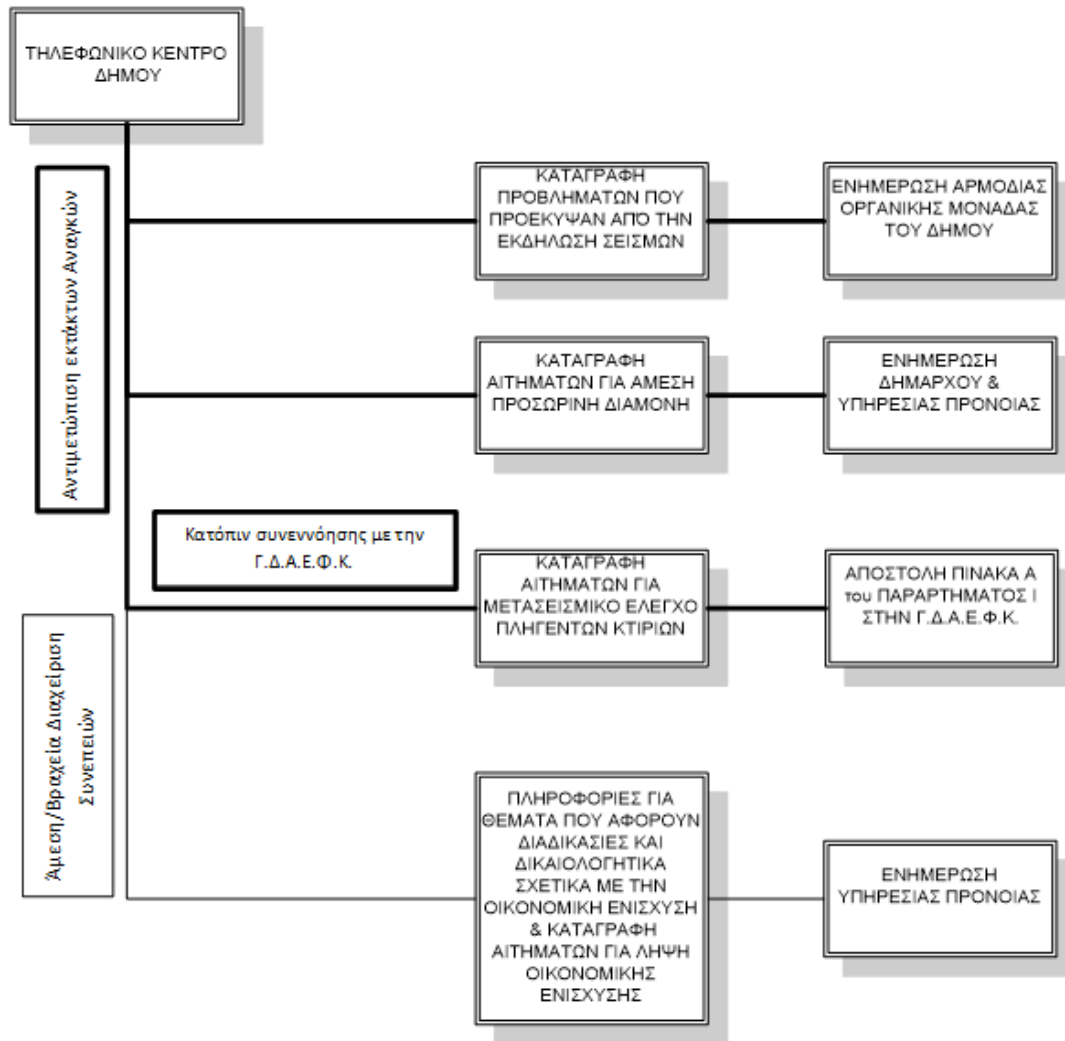 ΤΗΛΕΦΩΝΙΚΟ ΚΕΝΤΡΟ
ΔΗΜΟΥ
Αντιμετώπιση εκτάκτων Αναγκών
ΚΑΤΑΓΡΑΦΗ
ΠΡΟΒΛΗΜΑΤΩΝ ΠΟΥ
ΠΡΟΕΚΥΨΑΝ ΑΠΌ ΤΗΝ
ΕΚΔΗΛΩΣΗ ΣΕΙΣΜΩΝ
ΕΝΗΜΕΡΩΣΗ ΑΡΜΟΔΙΑΣ
ΟΡΓΑΝΙΚΗΣ ΜΟΝΑΔΑΣ
ΤΟΥ ΔΗΜΟΥ
ΚΑΤΑΓΡΑΦΗ
ΑΙΤΗΜΑΤΩΝ ΓΙΑ ΑΜΕΣΗ
ΠΡΟΣΩΡΙΝΗ ΔΙΑΜΟΝΗ
ΕΝΗΜΕΡΩΣΗ
ΔΗΜΑΡΧΟΥ &
ΥΠΗΡΕΣΙΑΣ ΠΡΟΝΟΙΑΣ
Κατόπιν συνεννόησης με την
Γ.Δ.Α.Ε.Φ.Κ.
ΚΑΤΑΓΡΑΦΗ
ΑΙΤΗΜΑΤΩΝ ΓΙΑ
ΜΕΤΑΣΕΙΣΜΙΚΟ ΕΛΕΓΧΟ
ΠΛΗΓΕΝΤΩΝ ΚΤΙΡΙΩΝ
ΑΠΟΣΤΟΛΗ ΠΙΝΑΚΑ Α
του ΠΑΡΑΡΤΗΜΑΤΟΣ Ι
ΣΤΗΝ Γ.Δ.Α.Ε.Φ.Κ.
Άμεση/Βραχεία Διαχείριση
Συνεπειών
ΠΛΗΡΟΦΟΡΙΕΣ ΓΙΑ
ΘΕΜΑΤΑ ΠΟΥ ΑΦΟΡΟΥΝ
ΔΙΑΔΙΚΑΣΙΕΣ ΚΑΙ
ΔΙΚΑΙΟΛΟΓΗΤΙΚΑ
ΣΧΕΤΙΚΑ ΜΕ ΤΗΝ
ΟΙΚΟΝΟΜΙΚΗ ΕΝΙΣΧΥΣΗ
& ΚΑΤΑΓΡΑΦΗ
ΑΙΤΗΜΑΤΩΝ ΓΙΑ ΛΗΨΗ
ΟΙΚΟΝΟΜΙΚΗΣ
ΕΝΙΣΧΥΣΗΣ
ΕΝΗΜΕΡΩΣΗ
ΥΠΗΡΕΣΙΑΣ ΠΡΟΝΟΙΑΣ